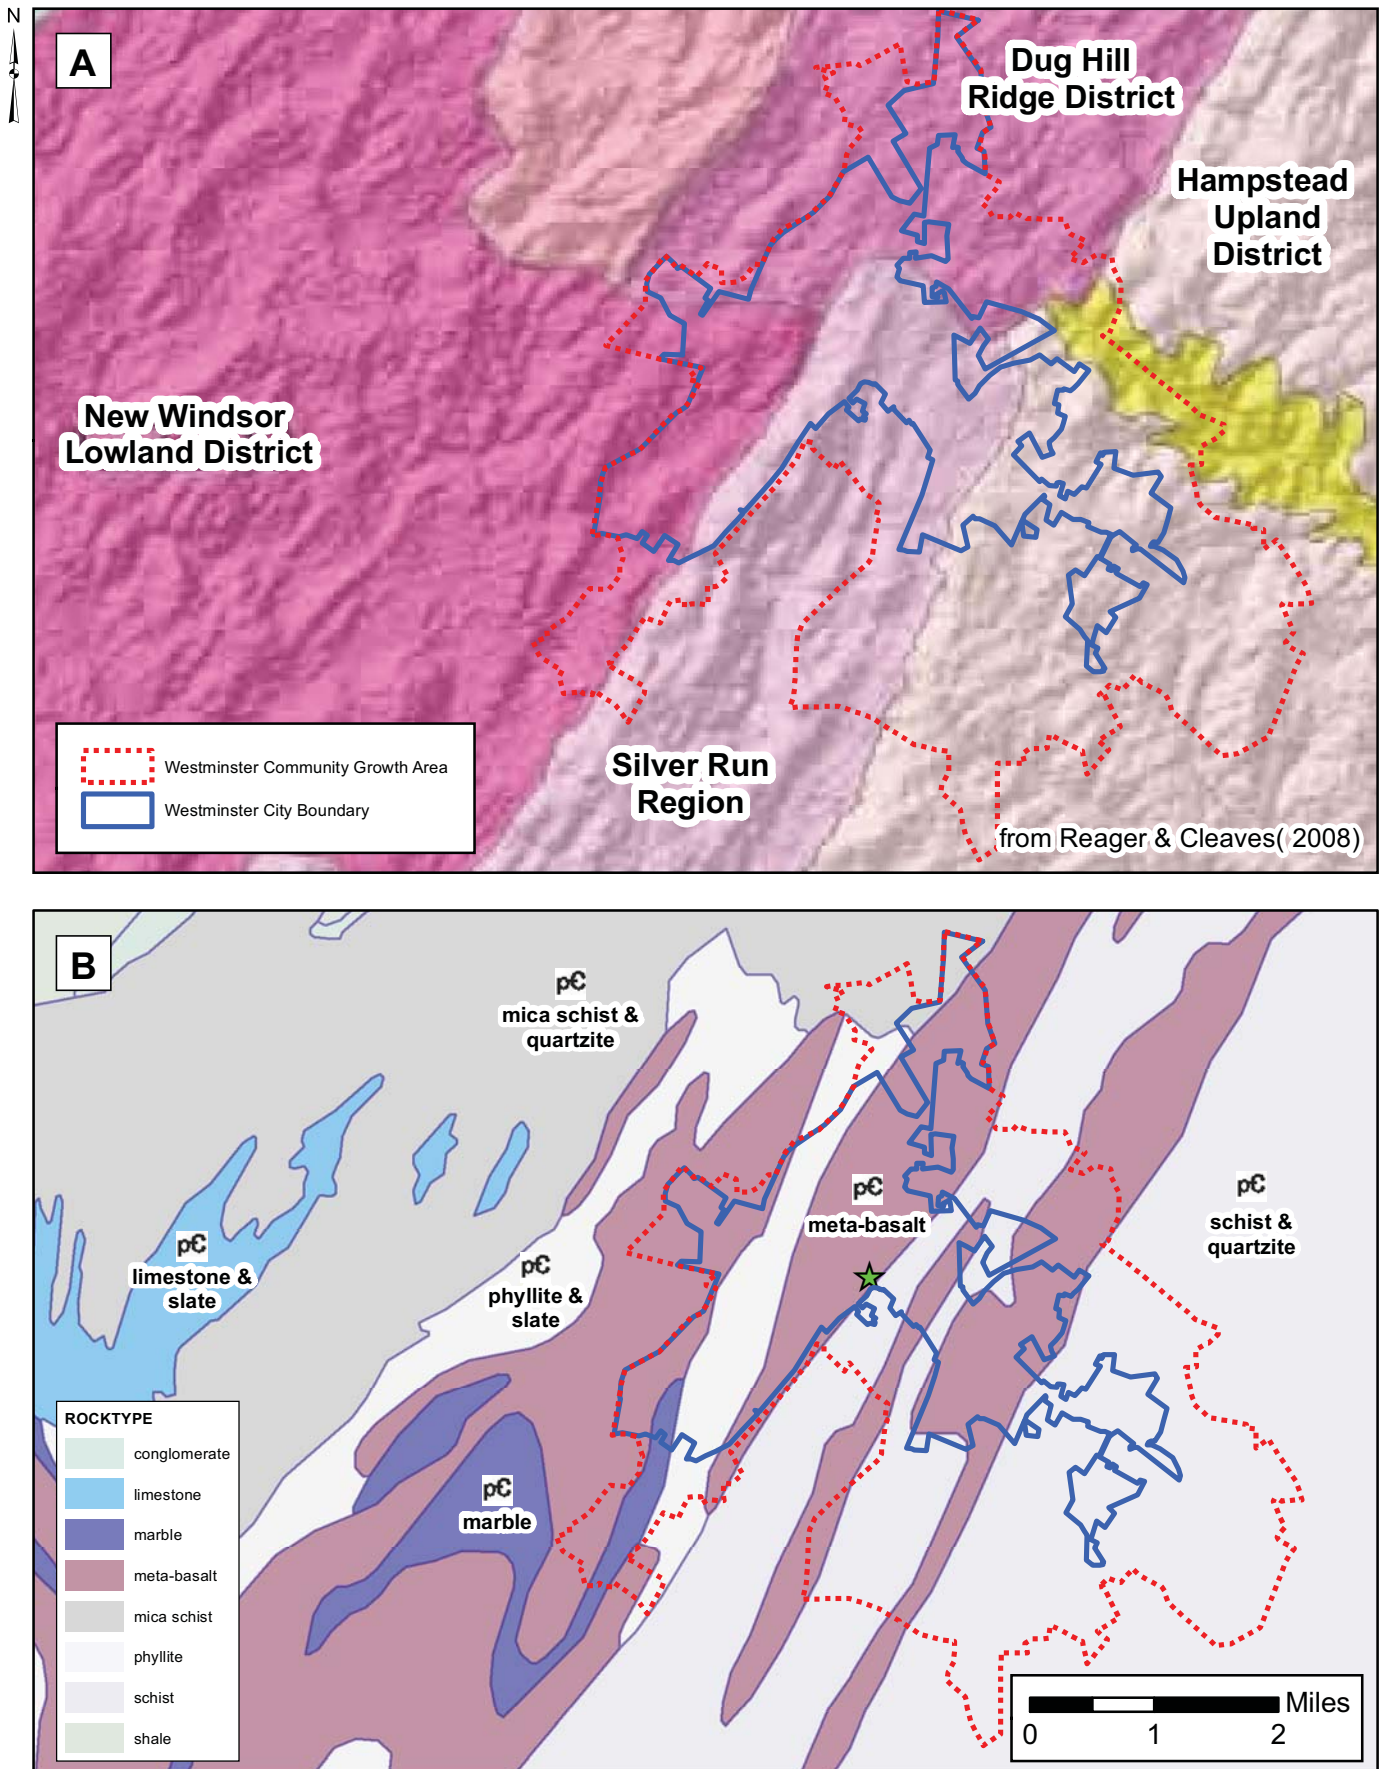 N
A
Dug Hill
Ridge District
Hampstead
Upland
District
New Windsor
Lowland District
Silver Run
Region
Westminster Community Growth Area
Westminster City Boundary
from Reager & Cleaves( 2008)
B
p€
mica schist &
quartzite
p€
limestone &
slate
p€
phyllite &
slate
p€
meta-basalt
p€
schist &
quartzite
p€
marble
ROCKTYPE
conglomerate
limestone
marble
meta-basalt
mica schist
phyllite
schist
shale
Miles
0 1 2